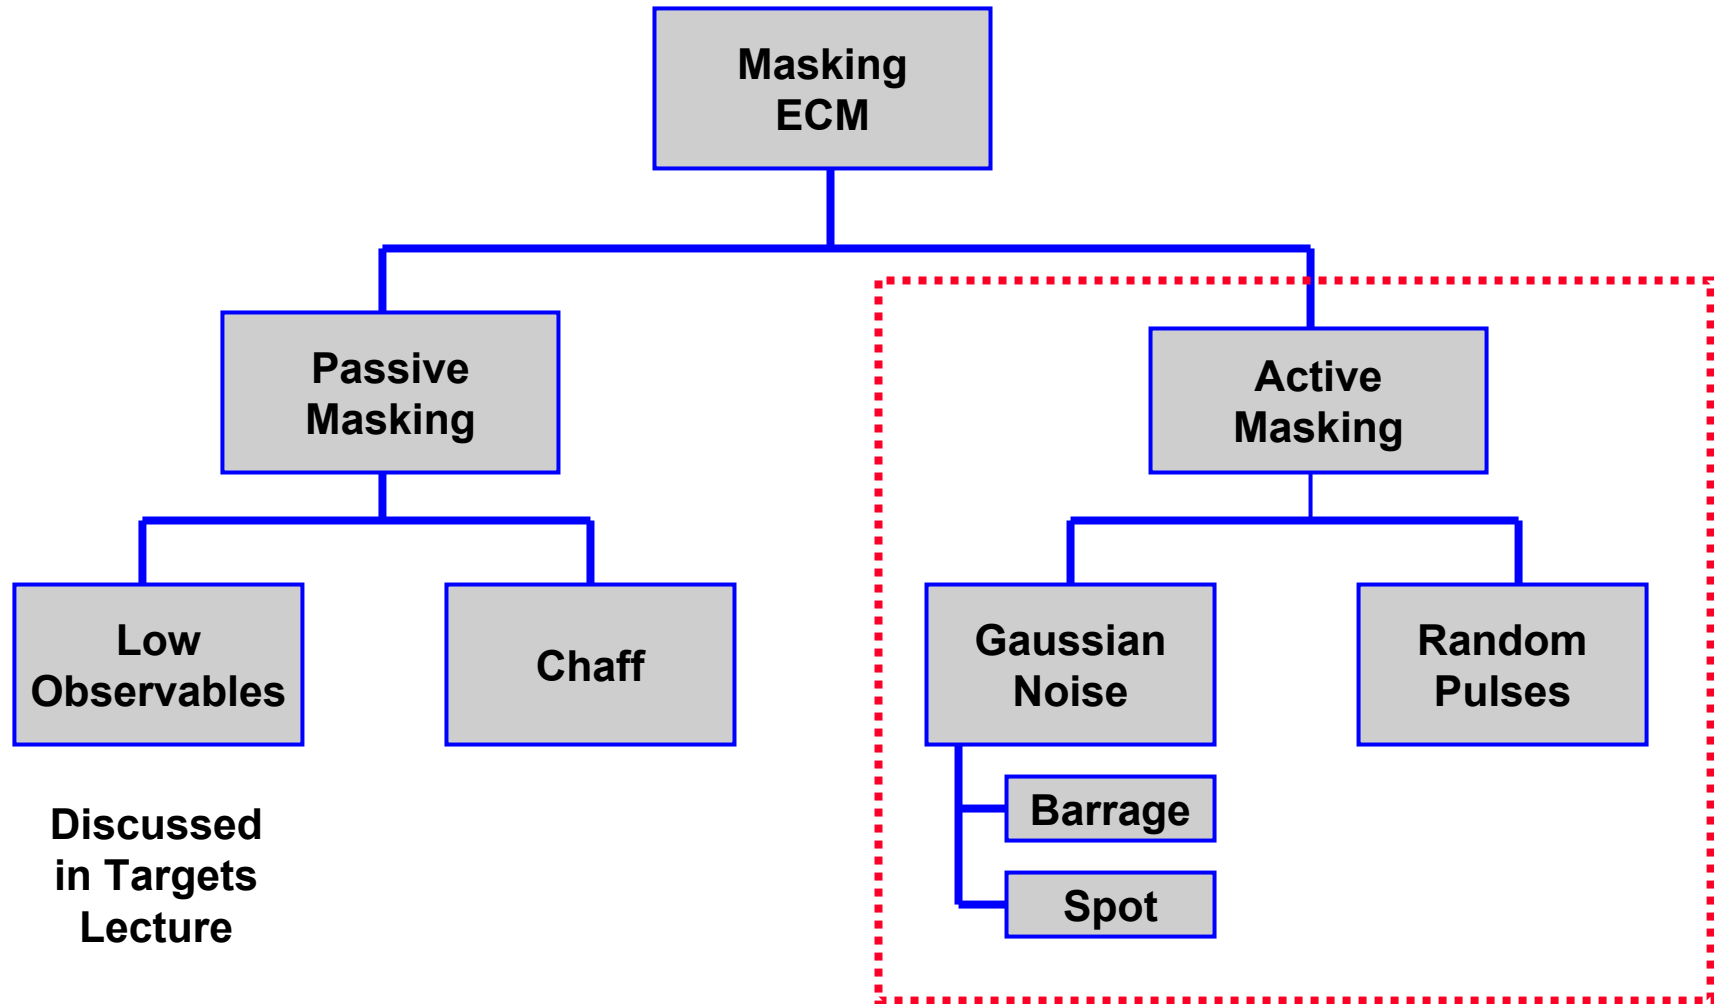 Masking
ECM
Passive
Masking
Active
Masking
Low
Observables
Chaff
Gaussian
Noise
Random
Pulses
Barrage
Spot
Discussed
in Targets
Lecture